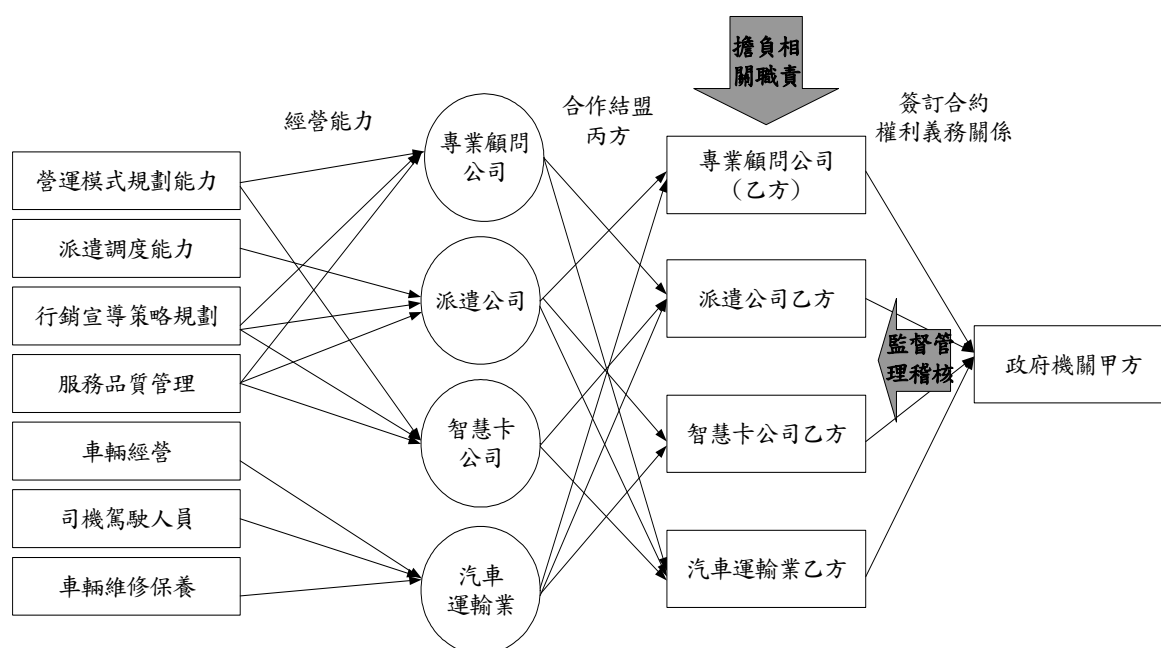 擔負相
關職責
經營能力
合作結盟
丙方
簽訂合約
權利義務關係
營運模式規劃能力
派遣調度能力
行銷宣導策略規劃
服務品質管理
車輛經營
司機駕駛人員
車輛維修保養
專業顧問
公司
派遣公司
智慧卡
公司
汽車
運輸業
專業顧問公司
(乙方)
派遣公司乙方
智慧卡公司乙方
汽車運輸業乙方
監督管
理稽核
政府機關甲方